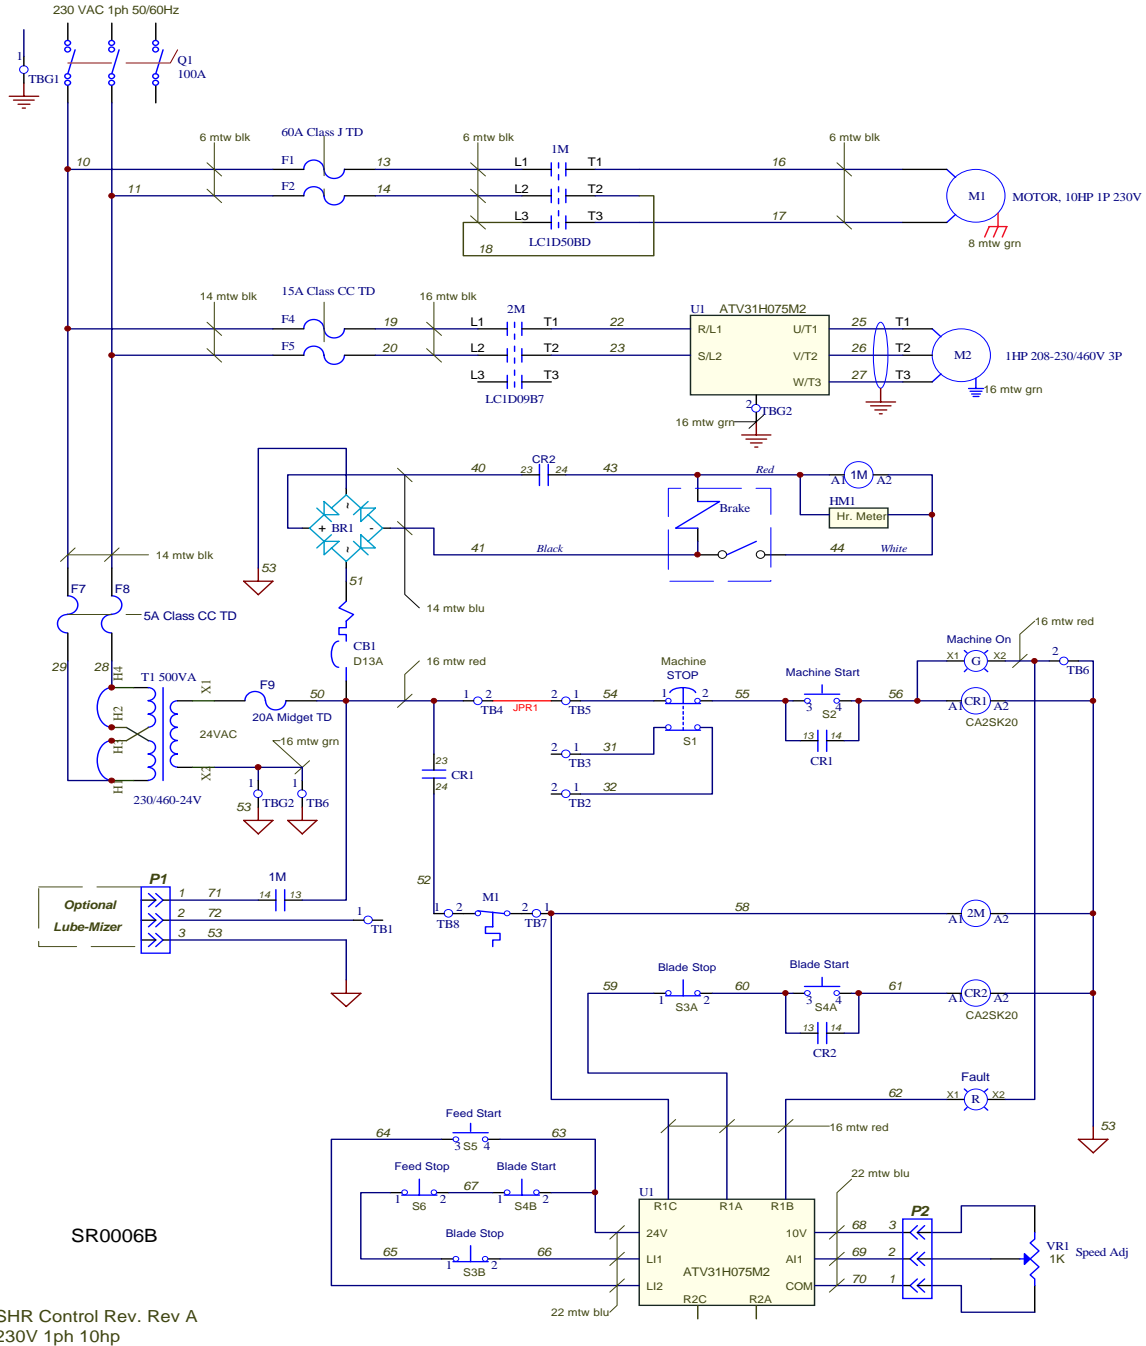 230 VAC 1ph 50/60Hz
1
TBG1
Q1
100A
6 mtw blk
60A Class J TD
6 mtw blk
1M
6 mtw blk
10
F1
13
L1
T1
16
11
F2
14
L2
T2
M1
MOTOR, 10HP 1P 230V
L3
T3
17
18
LC1D50BD
8 mtw grn
14 mtw blk
15A Class CC TD
16 mtw blk
2M
U1
ATV31H075M2
F4
19
L1
T1
22
R/L1
U/T1
25
T1
F5
20
L2
T2
23
S/L2
V/T2
26
T2
M2
1HP 208-230/460V 3P
L3
T3
W/T3
27
T3
LC1D09B7
16 mtw grn
2
TBG2
16 mtw grn
40
CR2
23
24
43
Red
A1
1M
A2
HM1
Hr. Meter
Brake
~
+
BR1
-
~
41
Black
44
White
14 mtw blk
53
51
14 mtw blu
F7
F8
5A Class CC TD
CB1
D13A
16 mtw red
29
28
H4
H2
H3
H1
T1 500VA
X1
X2
F9
50
20A Midget TD
24VAC
16 mtw grn
230/460-24V
1
TBG2
53
1
TB6
1
2
TB4
JPR1
2
1
TB5
54
Machine
STOP
1
2
S1
55
Machine Start
3
4
S2
13
14
CR1
56
Machine On
16 mtw red
X1
G
X2
2
TB6
A1
CR1
A2
CA2SK20
2
1
TB3
31
2
1
TB2
32
23
CR1
24
52
P1
Optional
Lube-Mizer
1
71
1M
14
13
2
72
1
TB1
3
53
1
2
TB8
M1
2
1
TB7
58
A1
2M
A2
59
Blade Stop
1
2
S3A
60
Blade Start
3
4
S4A
13
14
CR2
61
A1
CR2
A2
CA2SK20
Fault
62
X1
R
X2
53
16 mtw red
64
Feed Start
3
S5
4
63
Feed Stop
1
2
S6
67
Blade Start
1
2
S4B
65
Blade Stop
1
2
S3B
66
22 mtw blu
U1
R1C
R1A
R1B
24V
10V
LI1
AI1
LI2
COM
ATV31H075M2
R2C
R2A
22 mtw blu
P2
68
3
69
2
70
1
VR1
1K
Speed Adj
SR0006B
SHR Control Rev. Rev A
230V 1ph 10hp